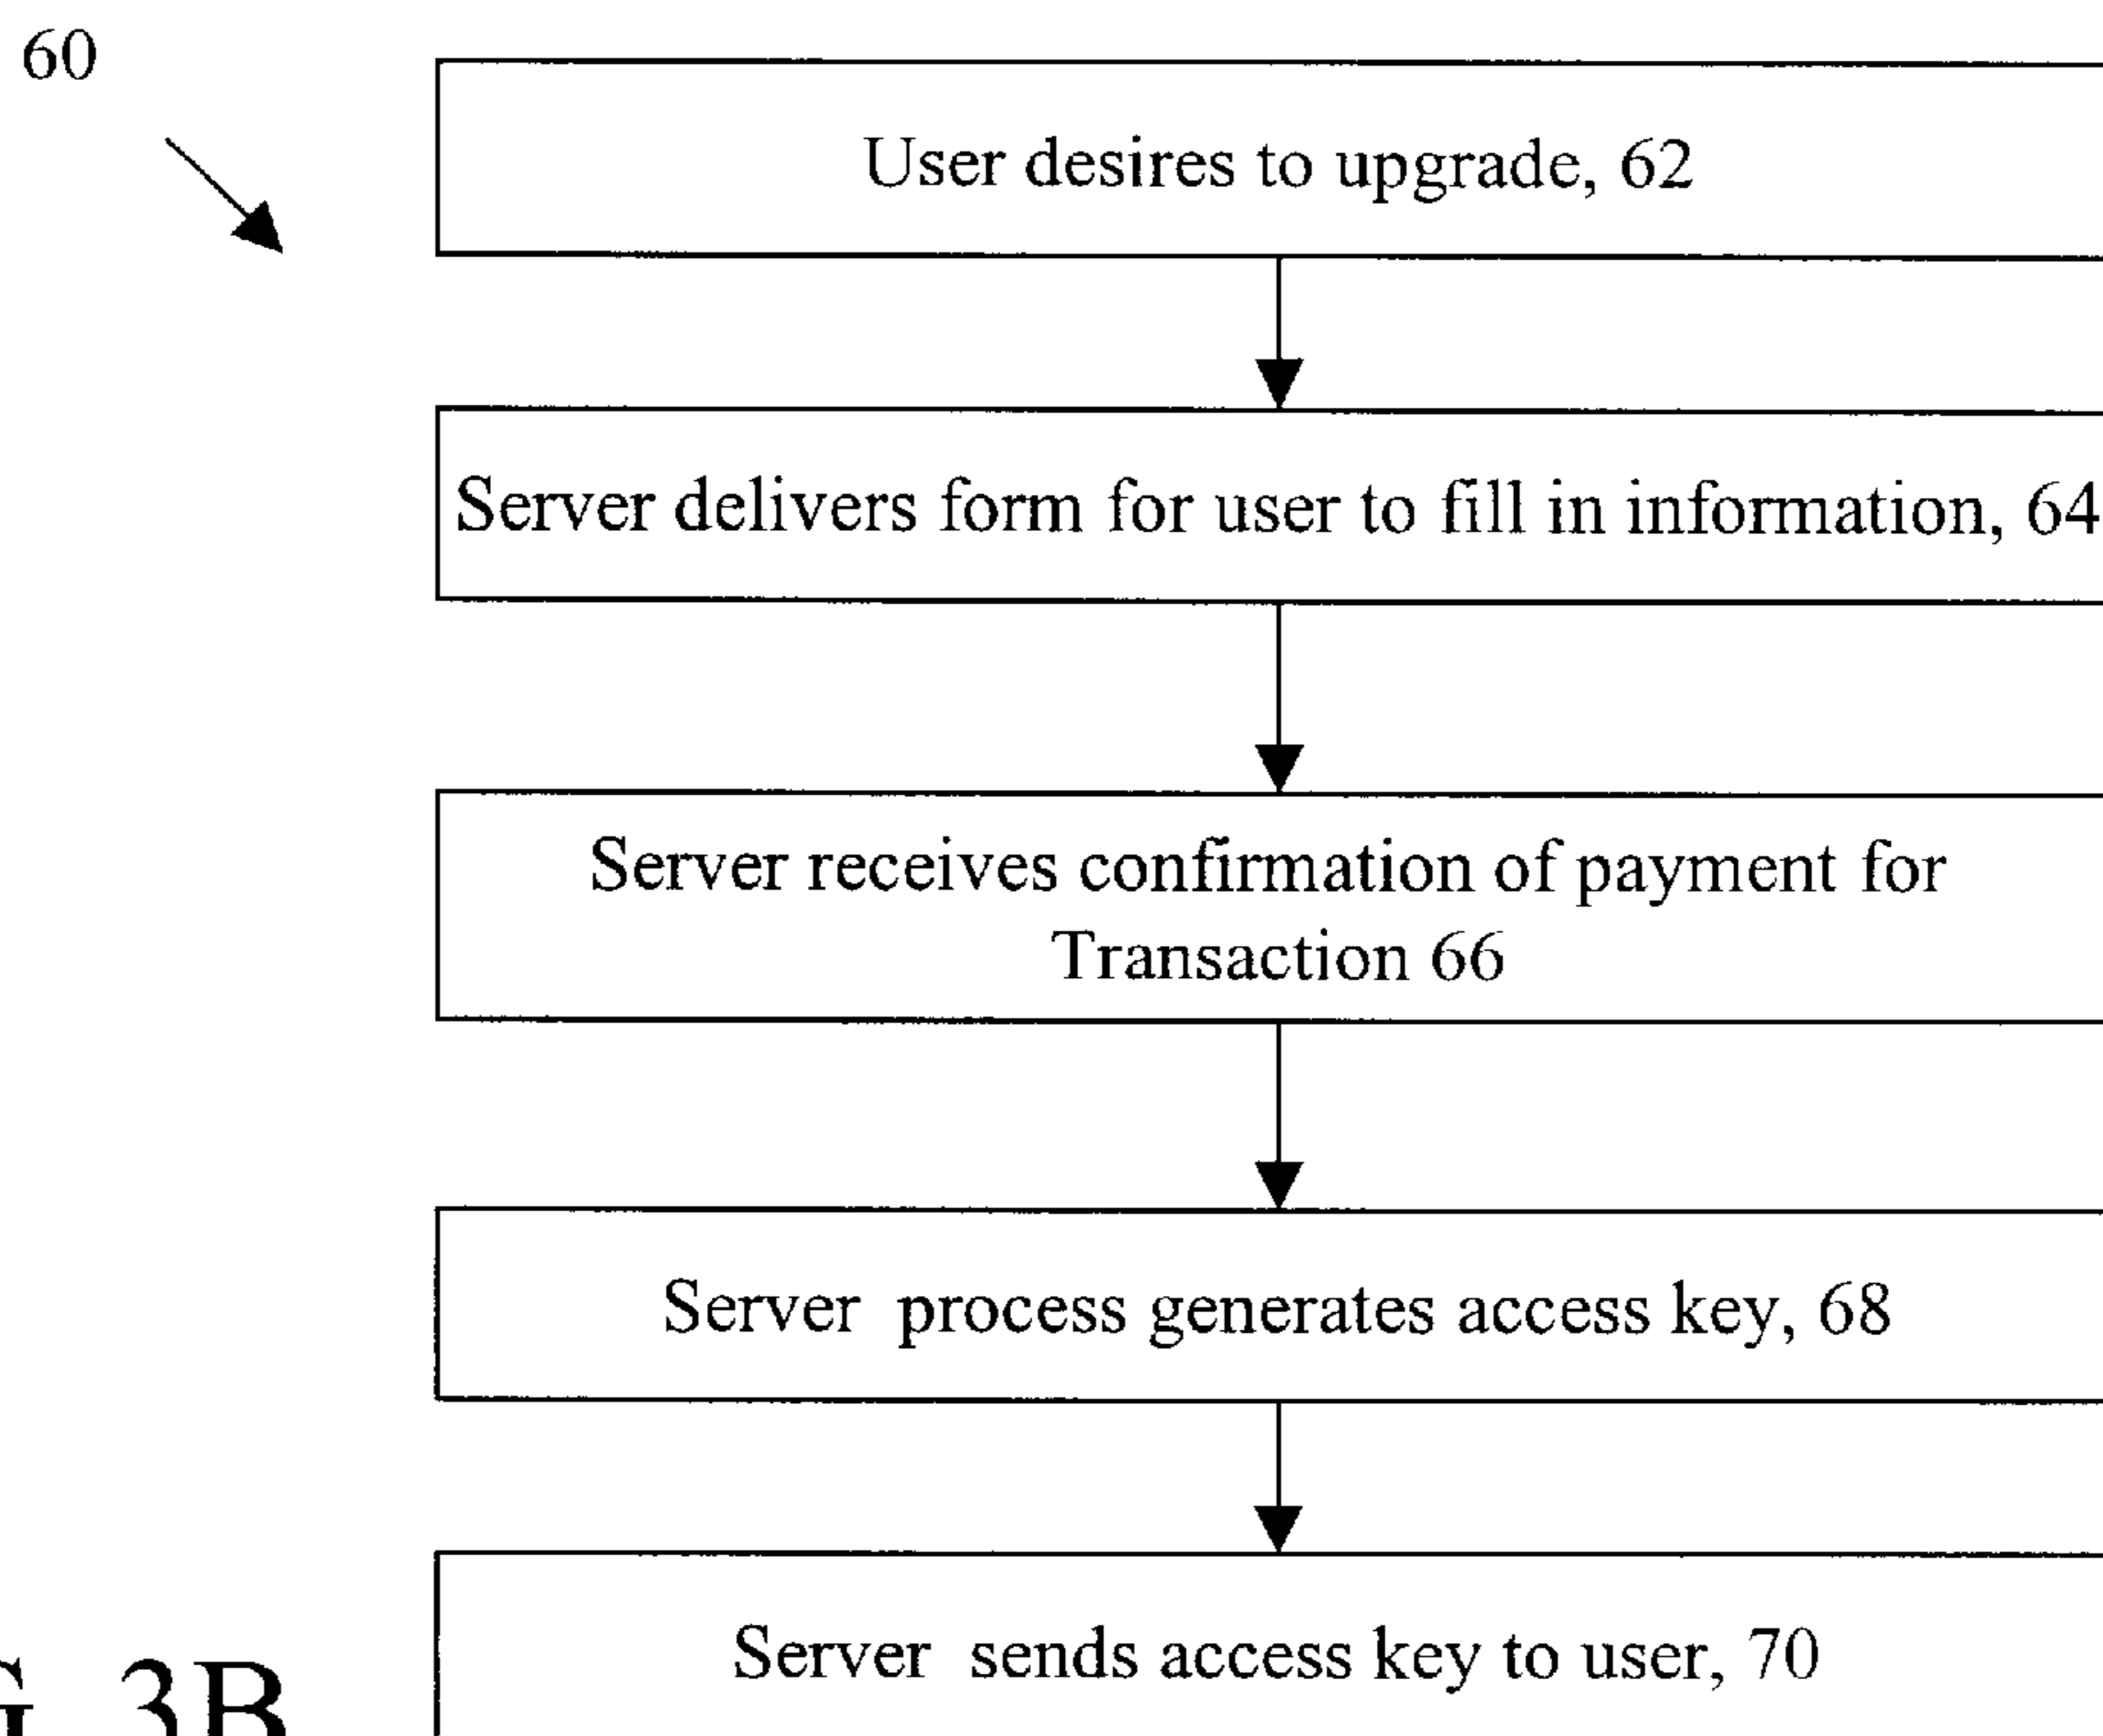 60
User desires to upgrade, 62
Server delivers form for user to fill in information, 64
Server receives confirmation of payment for
Transaction 66
Server process generates access key, 68
Server sends access key to user, 70
3B